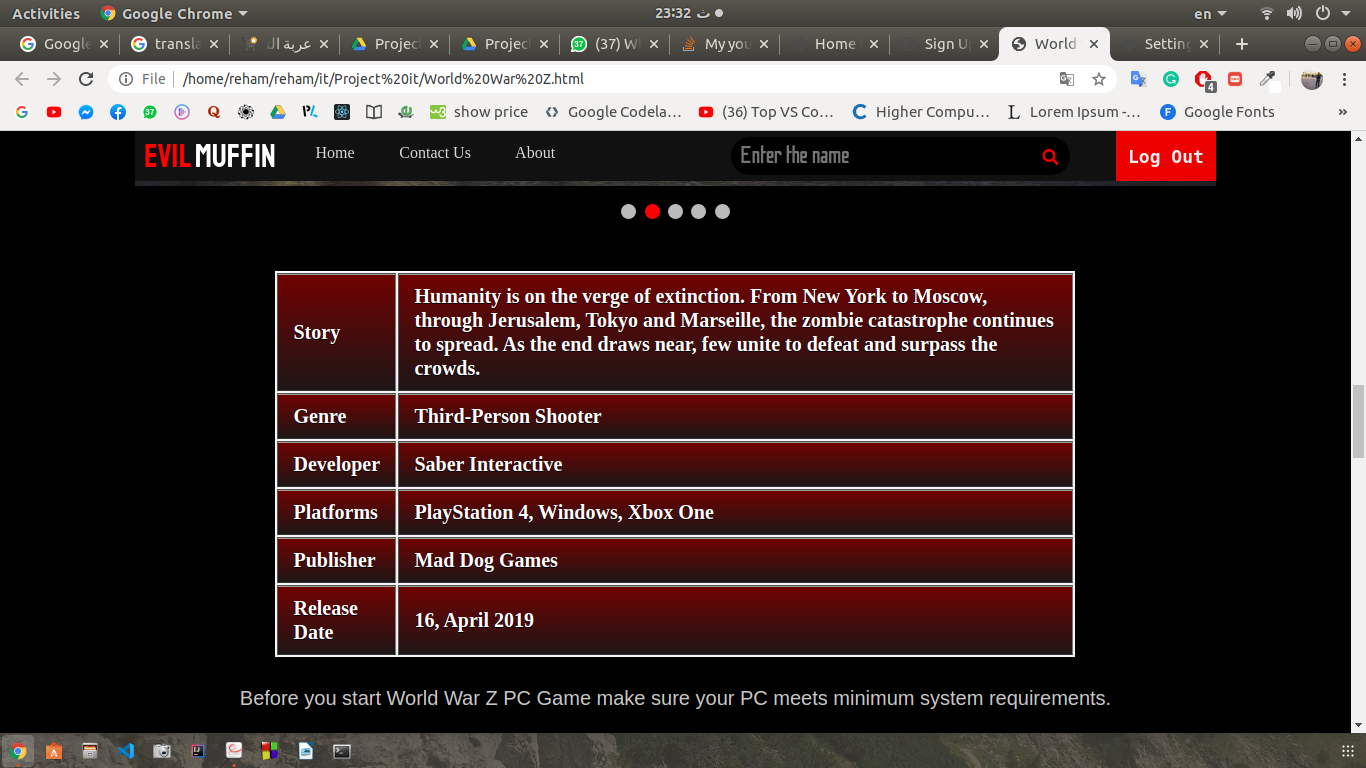 Activities Google Chrome 23:32 ث en
Google transla عربة الـ Project Project (37) W My you Home Sign U World Setting
File /home/reham/reham/it/Project%20it/World%20War%20Z.html 4
37 show price Google Codela… (36) Top VS Co… Higher Compu… Lorem Ipsum -… Google Fonts »
EVIL MUFFIN Home Contact Us About Enter the name Log Out
Story
Humanity is on the verge of extinction. From New York to Moscow,
through Jerusalem, Tokyo and Marseille, the zombie catastrophe continues
to spread. As the end draws near, few unite to defeat and surpass the
crowds.
Genre Third-Person Shooter
Developer Saber Interactive
Platforms PlayStation 4, Windows, Xbox One
Publisher Mad Dog Games
Release
Date
16, April 2019
Before you start World War Z PC Game make sure your PC meets minimum system requirements.